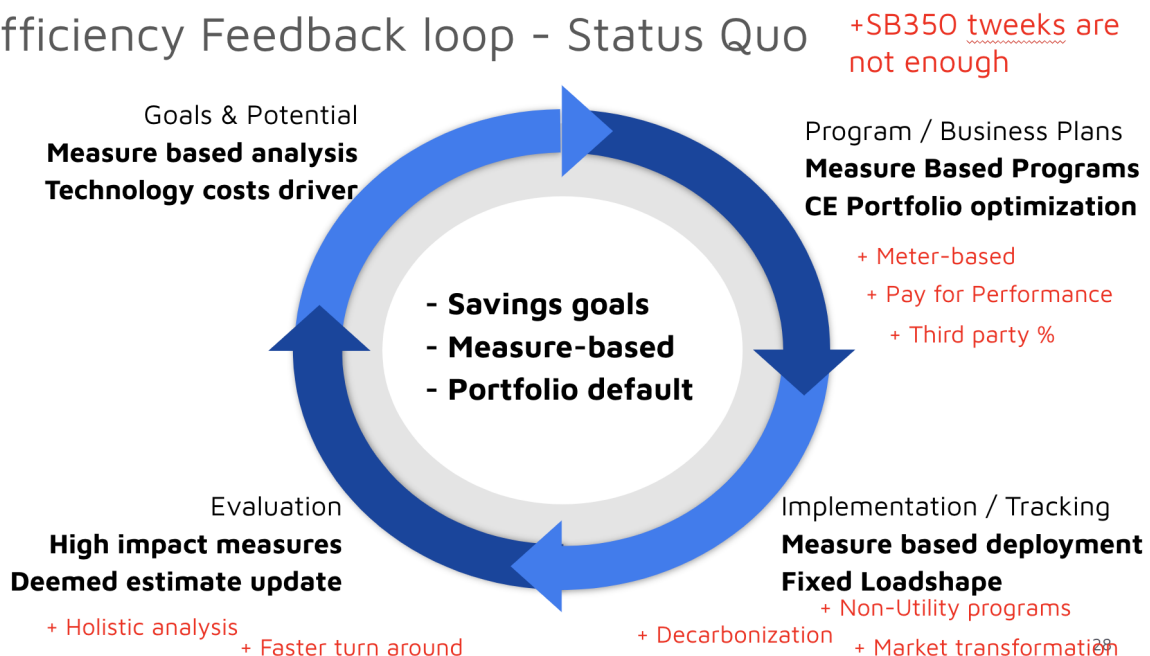 fficiency Feedback loop - Status Quo
+SB350 tweeks are
not enough
Goals & Potential
Measure based analysis
Technology costs driver
Program / Business Plans
Measure Based Programs
CE Portfolio optimization
+ Meter-based
+ Pay for Performance
+ Third party %
- Savings goals
- Measure-based
- Portfolio default
Evaluation
High impact measures
Deemed estimate update
+ Holistic analysis
+ Faster turn around
Implementation / Tracking
Measure based deployment
Fixed Loadshape
+ Non-Utility programs
+ Decarbonization
+ Market transformation
28